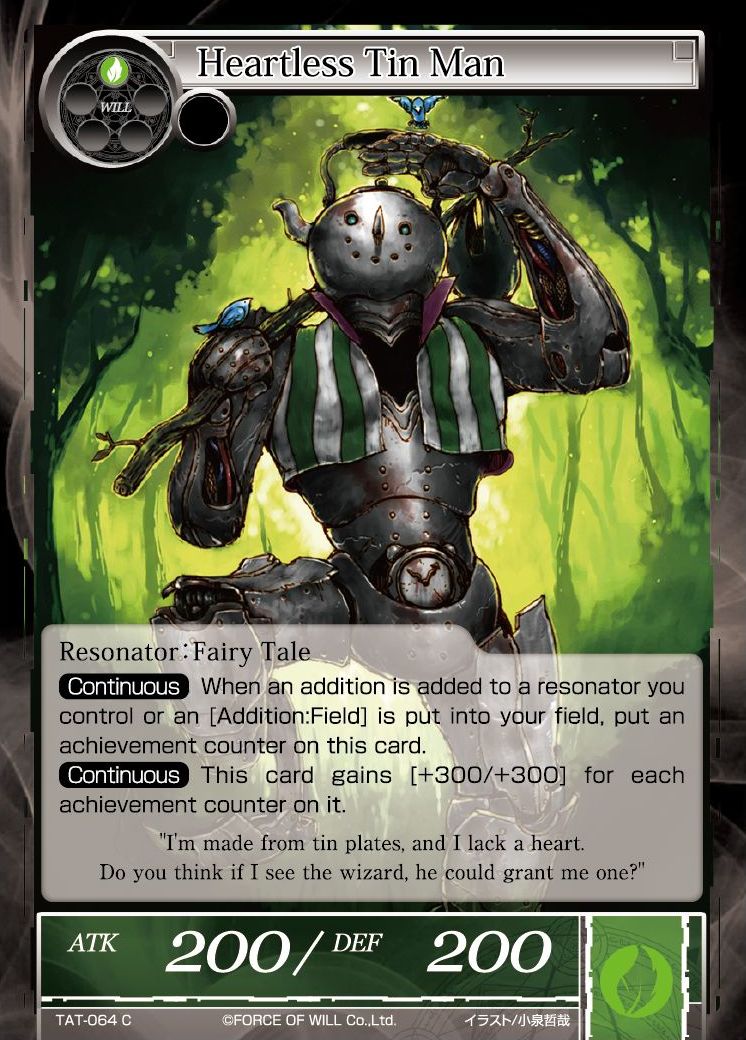 Heartless Tin Man
WILL
Resonator:Fairy Tale
Continuous When an addition is added to a resonator you
control or an [Addition:Field] is put into your field, put an
achievement counter on this card.
Continuous This card gains [+300/+300] for each
achievement counter on it.
"I'm made from tin plates, and I lack a heart.
Do you think if I see the wizard, he could grant me one?"
ATK 200/ DEF 200
TAT-064 C ©FORCE OF WILL Co.,Ltd. イラスト/小泉哲哉